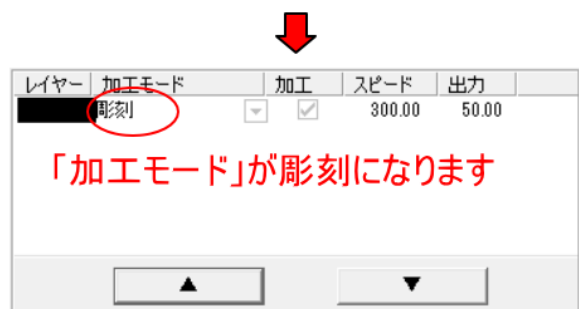 レイヤー 加工モード 加工 スピード 出力
彫刻 300.00 50.00
「加工モード」が彫刻になります
▲ ▼